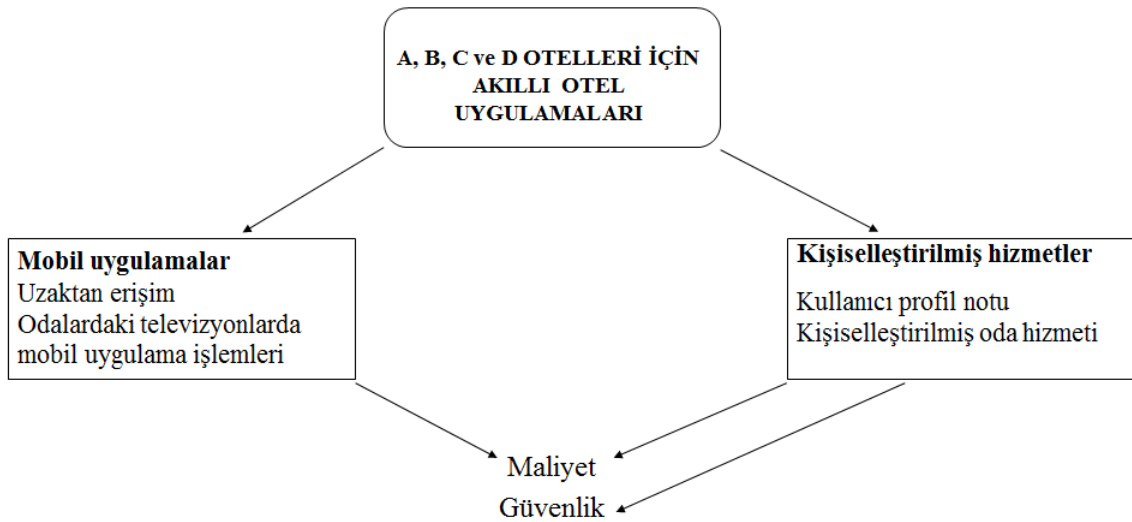 A, B, C ve D OTELLERİ İÇİN
AKILLI OTEL
UYGULAMALARI
Mobil uygulamalar
Uzaktan erişim
Odalardaki televizyonlarda
mobil uygulama işlemleri
Kişiselleştirilmiş hizmetler
Kullanıcı profil notu
Kişiselleştirilmiş oda hizmeti
Maliyet
Güvenlik